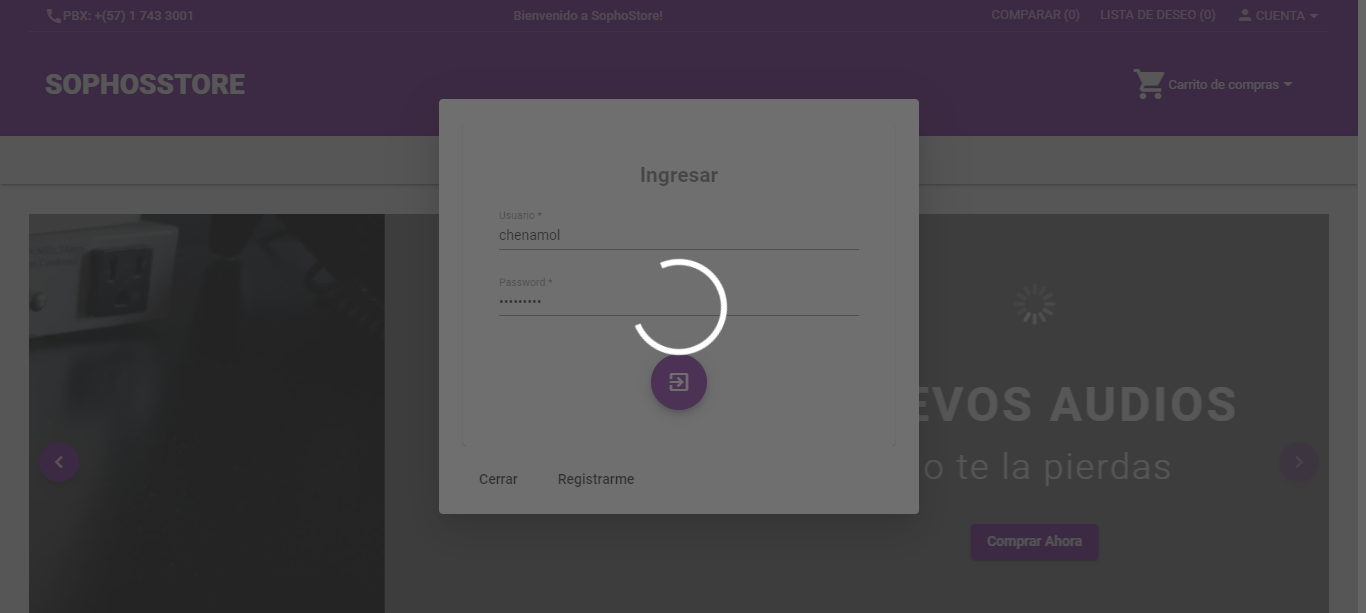 PBX: +(57) 1 743 3001
Bienvenido a SophoStore!
COMPARAR (0)
LISTA DE DESEO (0)
CUENTA
SOPHOSSTORE
Carrito de compras
Ingresar
Usuario *
chenamol
Password *
•••••••••
EVOS AUDIOS
o te la pierdas
Cerrar
Registrarme
Comprar Ahora